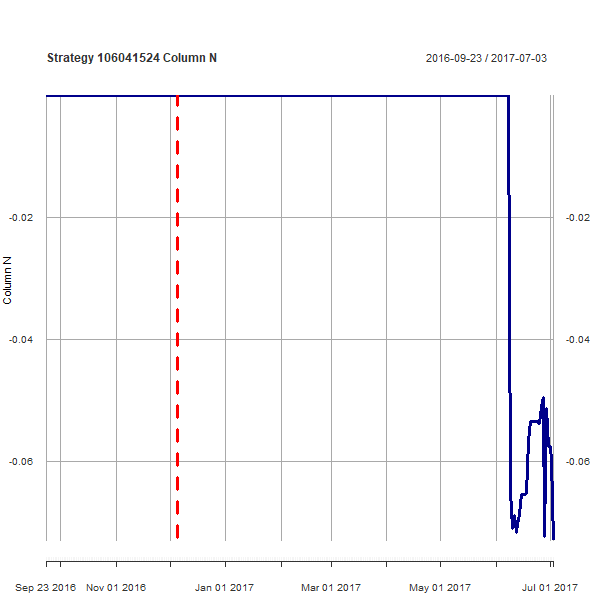 Strategy 106041524 Column N
2016-09-23 / 2017-07-03
-0.02
-0.02
-0.04
-0.04
-0.06
-0.06
Column N
Sep 23 2016
Nov 01 2016
Jan 01 2017
Mar 01 2017
May 01 2017
Jul 01 2017